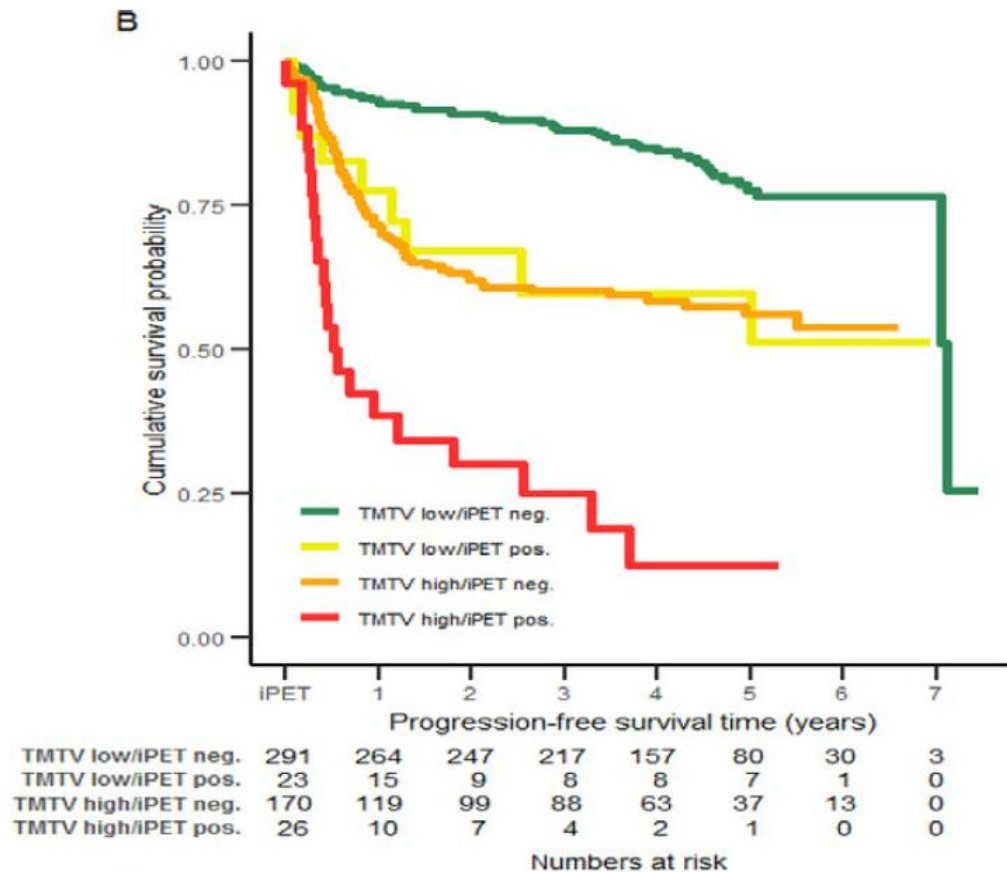 B
1.00
0.75
0.50
0.25
0.00
Cumulative survival probability
TMTV low/iPET neg.
TMTV low/iPET pos.
TMTV high/iPET neg.
TMTV high/iPET pos.
iPET 1 2 3 4 5 6 7
Progression-free survival time (years)
TMTV low/iPET neg. 291 264 247 217 157 80 30 3
TMTV low/iPET pos. 23 15 9 8 8 7 1 0
TMTV high/iPET neg. 170 119 99 88 63 37 13 0
TMTV high/iPET pos. 26 10 7 4 2 1 0 0
Numbers at risk